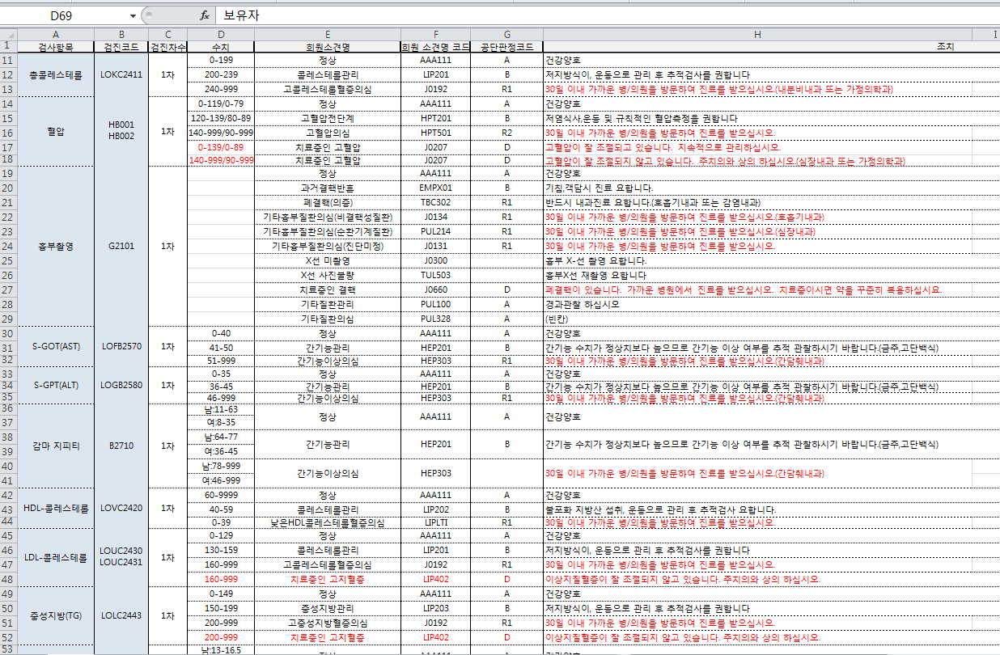 D69 fx 보유자
A B C D E F G H I
1 검사항목 검진코드 검진차수 수치 회원소견명 회원 소견명 코드 공단판정코드 조치
11 0-199 정상 AAA111 A 건강양호
12 총콜레스테롤 LOKC2411 1차 200-239 콜레스테롤관리 LIP201 B 저지방식이, 운동으로 관리 후 추적검사를 권합니다
13 240-999 고콜레스테롤혈증의심 J0192 R1 30일 이내 가까운 병/의원을 방문하여 진료를 받으십시오.(내분비내과 또는 가정의학과)
14 0-119/0-79 정상 AAA111 A 건강양호
15 120-139/80-89 고혈압전단계 HPT201 B 저염식사,운동 및 규칙적인 혈압측정을 권합니다
16 혈압 HB001 HB002 1차 140-999/90-999 고혈압의심 HPT501 R2 30일 이내 가까운 병/의원을 방문하여 진료를 받으십시오.
17 0-139/0-89 치료중인 고혈압 J0207 D 고혈압이 잘 조절되고 있습니다. 지속적으로 관리하십시오.
18 140-999/90-999 치료중인 고혈압 J0207 D 고혈압이 잘 조절되지 않고 있습니다. 주치의와 상의 하십시오.(심장내과 또는 가정의학과)
19 정상 AAA111 A 건강양호
20 과거결핵반흔 EMPX01 B 기침,객담시 진료 요합니다.
21 폐결핵(의증) TBC302 R1 반드시 내과진료 요합니다.(호흡기내과 또는 감염내과)
22 기타흉부질환의심(비결핵성질환) J0134 R1 30일 이내 가까운 병/의원을 방문하여 진료를 받으십시오.(호흡기내과)
23 기타흉부질환의심(순환기계질환) PUL214 R1 30일 이내 가까운 병/의원을 방문하여 진료를 받으십시오.(심장내과)
24 흉부촬영 G2101 1차 기타흉부질환의심(진단미정) J0131 R1 30일 이내 가까운 병/의원을 방문하여 진료를 받으십시오.
25 X선 미촬영 J0300 흉부 X-선 촬영 요합니다.
26 X선 사진불량 TUL503 흉부X선 재촬영 요합니다
27 치료중인 결핵 J0660 D 폐결핵이 있습니다. 가까운 병원에서 진료를 받으십시오. 치료중이시면 약을 꾸준히 복용하십시요.
28 기타질환관리 PUL100 A 경과관찰 하십시오
29 기타질환의심 PUL328 A (빈칸)
30 0-40 정상 AAA111 A 건강양호
31 S-GOT(AST) LOFB2570 1차 41-50 간기능관리 HEP201 B 간기능 수치가 정상치보다 높으므로 간기능 이상 여부를 추적 관찰하시기 바랍니다.(금주,고단백식)
32 51-999 간기능이상의심 HEP303 R1 30일 이내 가까운 병/의원을 방문하여 진료를 받으십시오.(간담췌내과)
33 0-35 정상 AAA111 A 건강양호
34 S-GPT(ALT) LOGB2580 1차 36-45 간기능관리 HEP201 B 간기능 수치가 정상치보다 높으므로 간기능 이상 여부를 추적 관찰하시기 바랍니다.(금주,고단백식)
35 46-999 간기능이상의심 HEP303 R1 30일 이내 가까운 병/의원을 방문하여 진료를 받으십시오.(간담췌내과)
36 남:11-63 정상 AAA111 A 건강양호
37 여:8-35
38 남:64-77 간기능관리 HEP201 B 간기능 수치가 정상치보다 높으므로 간기능 이상 여부를 추적 관찰하시기 바랍니다.(금주,고단백식)
39 감마 지피티 B2710 1차 여:36-45
40 남:78-999 간기능이상의심 HEP303 30일 이내 가까운 병/의원을 방문하여 진료를 받으십시오.(간담췌내과)
41 여:46-999
42 60-9999 정상 AAA111 A 건강양호
43 HDL-콜레스테롤 LOVC2420 1차 40-59 콜레스테롤관리 LIP202 B 불포화 지방산 섭취, 운동으로 관리 후 추적검사 요합니다.
44 0-39 낮은HDL콜레스테롤혈증의심 LIPLTI R1 30일 이내 가까운 병/의원을 방문하여 진료를 받으십시오.
45 0-129 정상 AAA111 A 건강양호
46 LDL-콜레스테롤 LOUC2430 LOUC2431 1차 130-159 콜레스테롤관리 LIP201 B 저지방식이, 운동으로 관리 후 추적검사를 권합니다
47 160-999 고콜레스테롤혈증의심 J0192 R1 30일 이내 가까운 병/의원을 방문하여 진료를 받으십시오.
48 160-999 치료중인 고지혈증 LIP402 D 이상지질혈증이 잘 조절되지 않고 있습니다. 주치의와 상의 하십시오.
49 0-149 정상 AAA111 A 건강양호
50 중성지방(TG) LOLC2443 1차 150-199 중성지방관리 LIP203 B 저지방식이, 운동으로 관리 후 추적검사를 권합니다
51 200-999 고중성지방혈증의심 J0192 R1 30일 이내 가까운 병/의원을 방문하여 진료를 받으십시오.
52 200-999 치료중인 고지혈증 LIP402 D 이상지질혈증이 잘 조절되지 않고 있습니다. 주치의와 상의 하십시오.
53 남:13-16.5